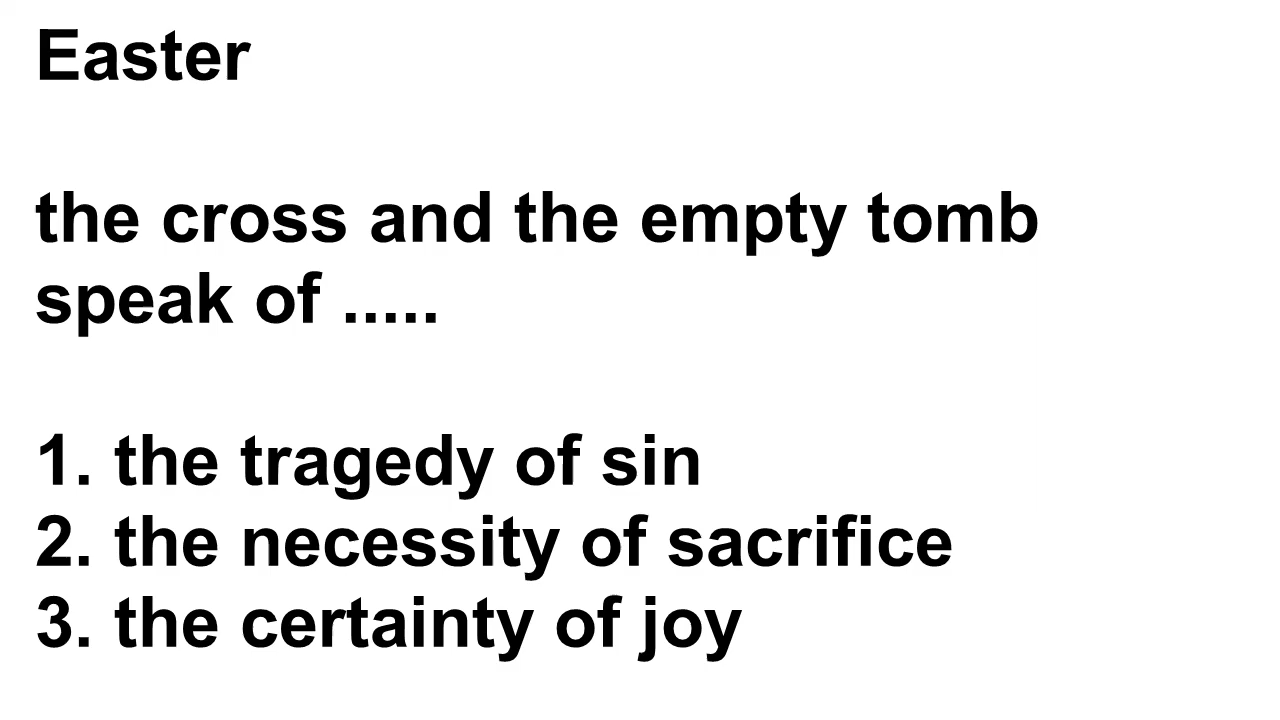 Easter
the cross and the empty tomb
speak of .....
1. the tragedy of sin
2. the necessity of sacrifice
3. the certainty of joy